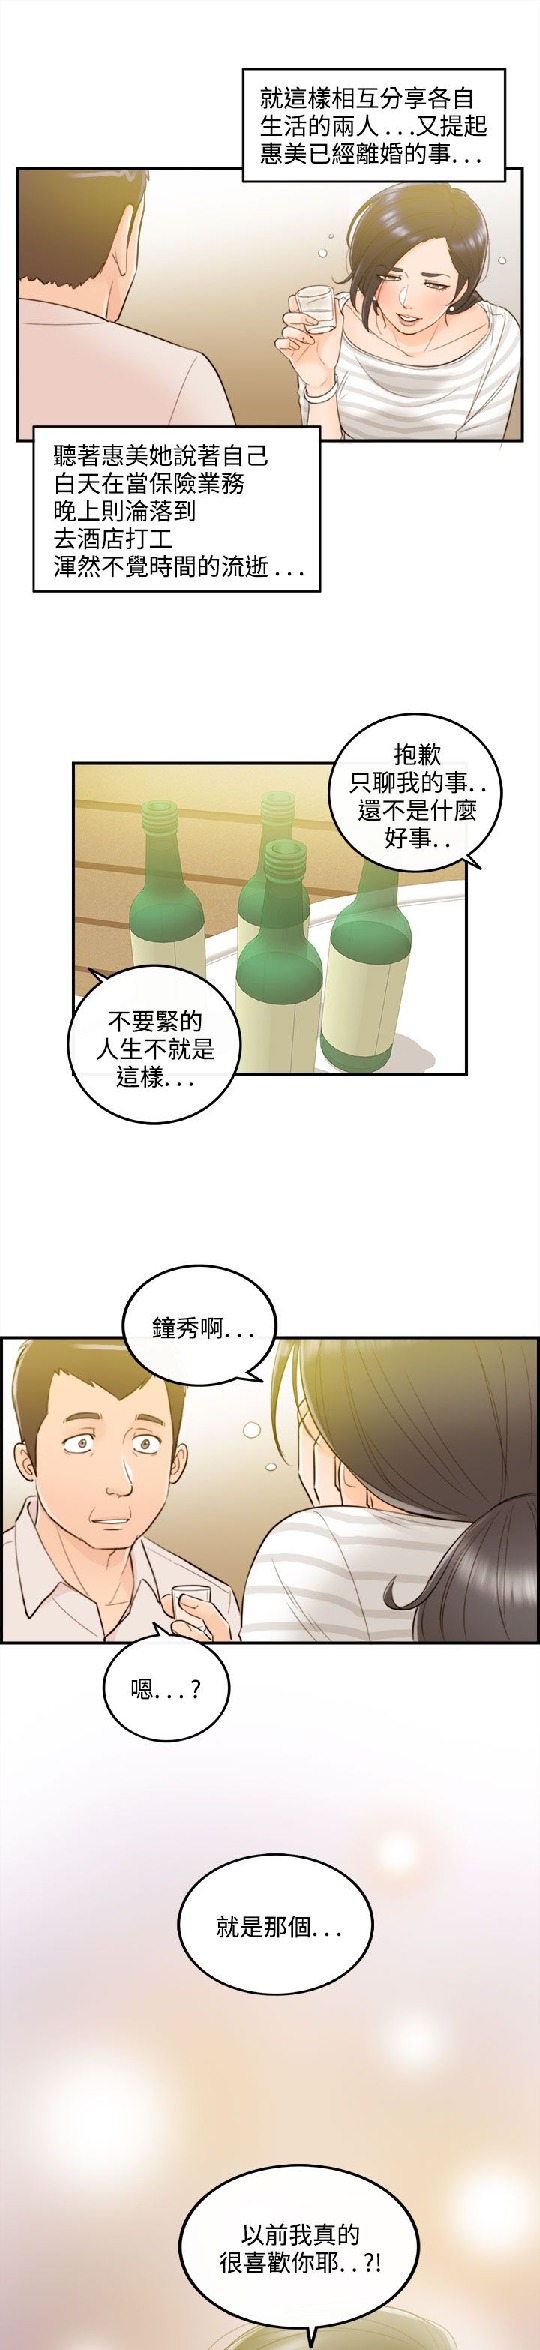 就這樣相互分享各自
生活的兩人...又提起
惠美已經離婚的事...
聽著惠美她說著自己
白天在當保險業務
晚上則淪落到
去酒店打工
渾然不覺時間的流逝...
抱歉
只聊我的事..
還不是什麼
好事..
不要緊的
人生不就是
這樣...
鐘秀啊...
嗯...?
就是那個...
以前我真的
很喜歡你耶..?!